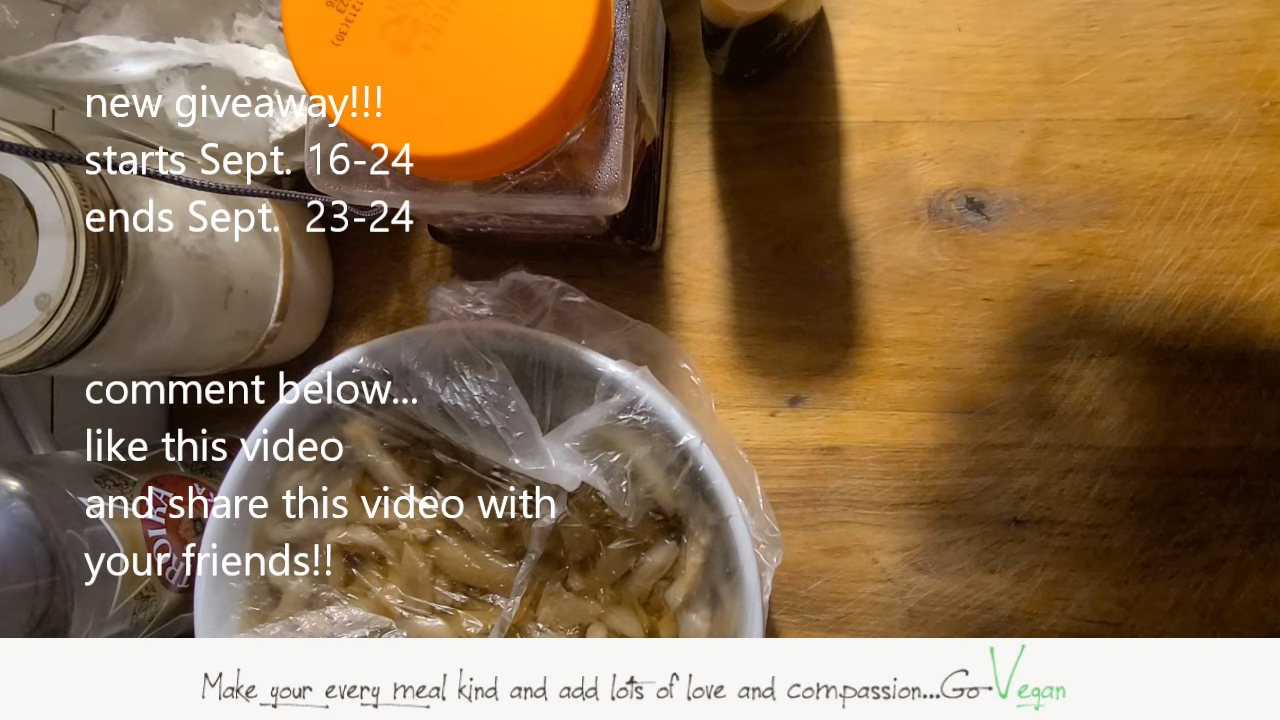 new giveaway!!!
starts Sept. 16-24
ends Sept. 23-24
comment below...
like this video
and share this video with
your friends!!
Make your every meal kind and add lots of love and compassion...Go Vegan